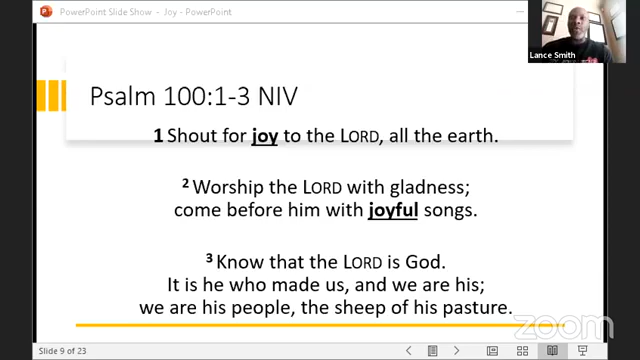 PowerPoint Slide Show - Joy - PowerPoint
Lance Smith
Psalm 100:1-3 NIV
1 Shout for joy to the LORD, all the earth.
2 Worship the LORD with gladness;
come before him with joyful songs.
3 Know that the LORD is God.
It is he who made us, and we are his;
we are his people, the sheep of his pasture.
zoom
Slide 9 of 23